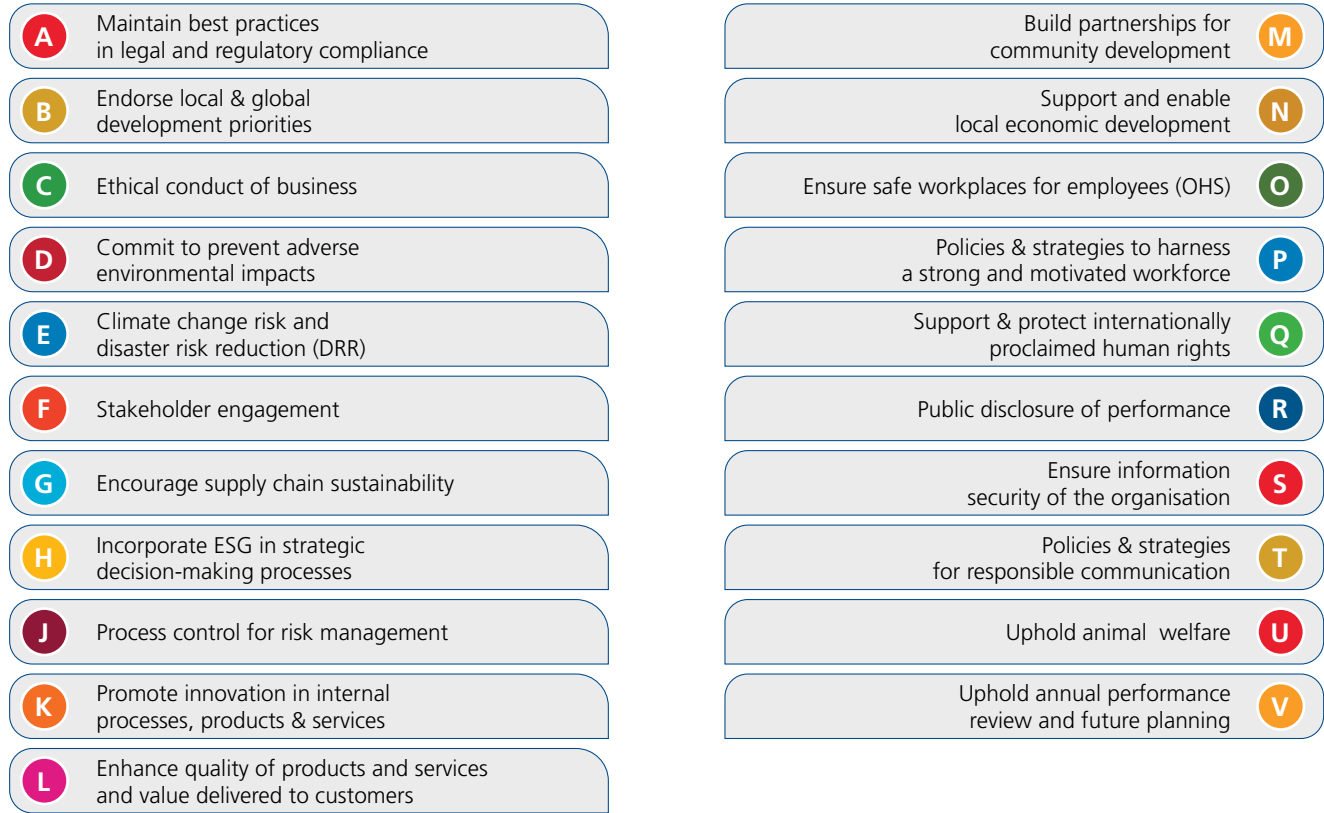 A
Maintain best practices
in legal and regulatory compliance
B
Endorse local & global
development priorities
C
Ethical conduct of business
D
Commit to prevent adverse
environmental impacts
E
Climate change risk and
disaster risk reduction (DRR)
F
Stakeholder engagement
G
Encourage supply chain sustainability
H
Incorporate ESG in strategic
decision-making processes
J
Process control for risk management
K
Promote innovation in internal
processes, products & services
L
Enhance quality of products and services
and value delivered to customers
Build partnerships for
community development
M
Support and enable
local economic development
N
Ensure safe workplaces for employees (OHS)
O
Policies & strategies to harness
a strong and motivated workforce
P
Support & protect internationally
proclaimed human rights
Q
Public disclosure of performance
R
Ensure information
security of the organisation
S
Policies & strategies
for responsible communication
T
Uphold animal welfare
U
Uphold annual performance
review and future planning
V